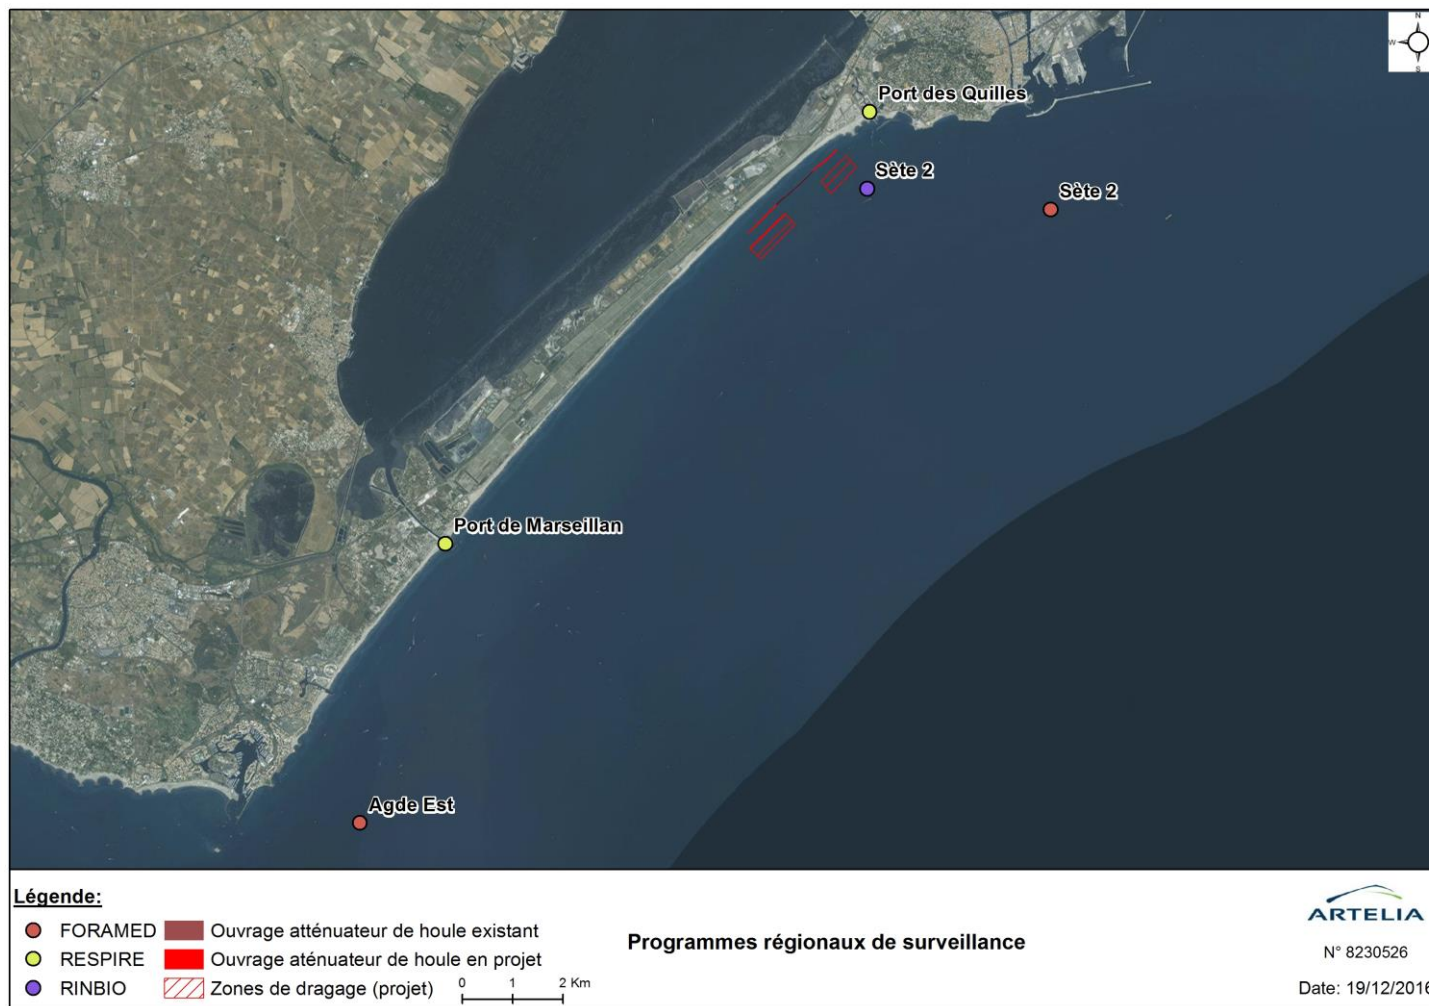 N
W
S
Port des Quilles
Sète 2
Sète 2
Port de Marseillan
Agde Est
Légende:
FORAMED
Ouvrage atténuateur de houle existant
RESPIRE
Ouvrage aténuateur de houle en projet
RINBIO
Zones de dragage (projet)
0 1 2 Km
Programmes régionaux de surveillance
ARTELIA
N° 8230526
Date: 19/12/2016